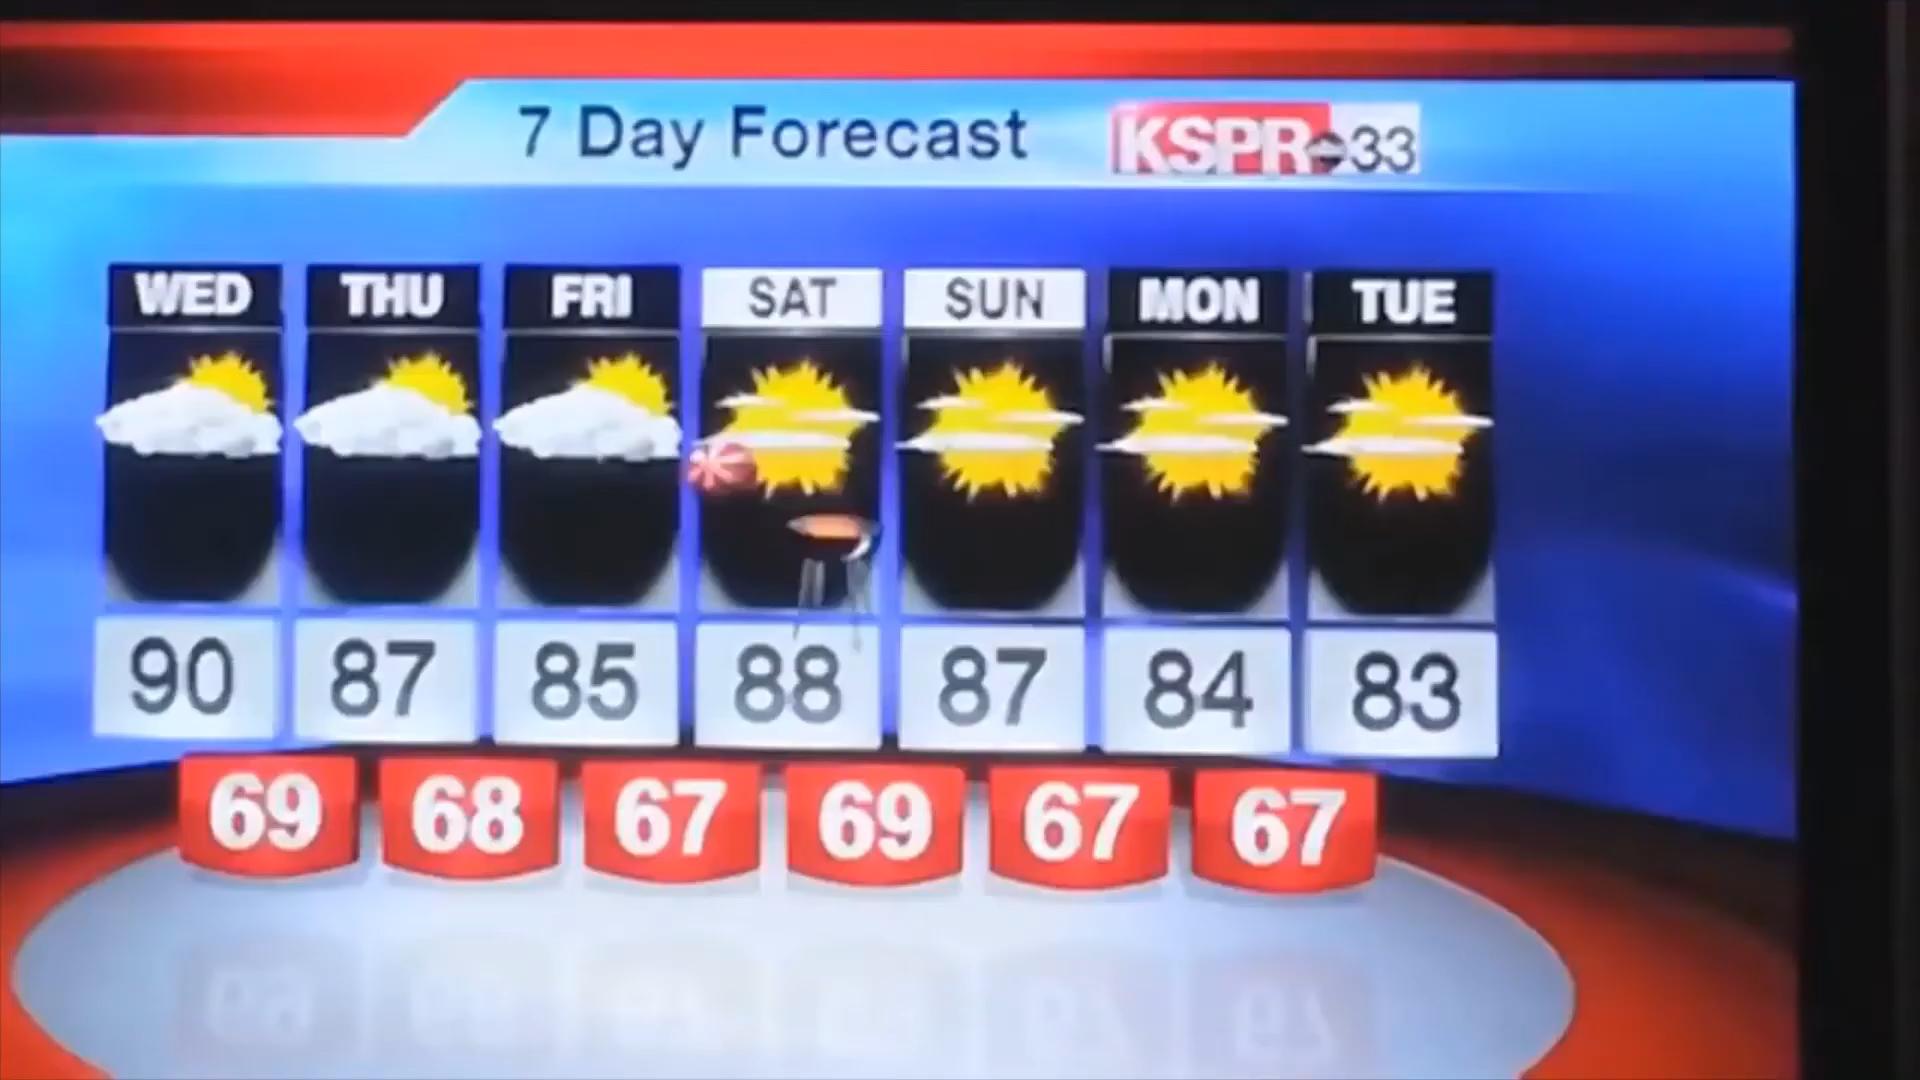 7 Day Forecast KSPR 33
WED THU FRI SAT SUN MON TUE
90 87 85 88 87 84 83
69 68 67 69 67 67